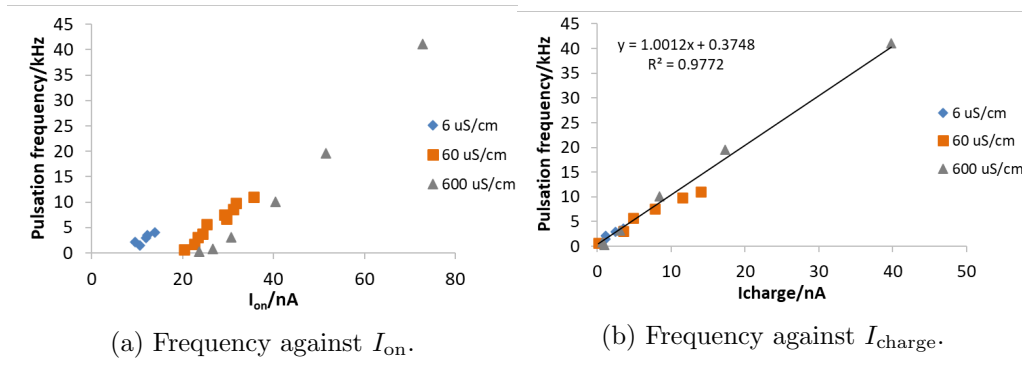 45
40
35
30
25
20
15
10
5
0
Pulsation frequency/kHz
0 20 40 60 80
Ion/nA
6 uS/cm
60 uS/cm
600 uS/cm
(a) Frequency against Ion.
45
40
35
30
25
20
15
10
5
0
Pulsation frequency/kHz
y = 1.0012x + 0.3748
R² = 0.9772
0 10 20 30 40 50
Icharge/nA
6 uS/cm
60 uS/cm
600 uS/cm
(b) Frequency against Icharge.